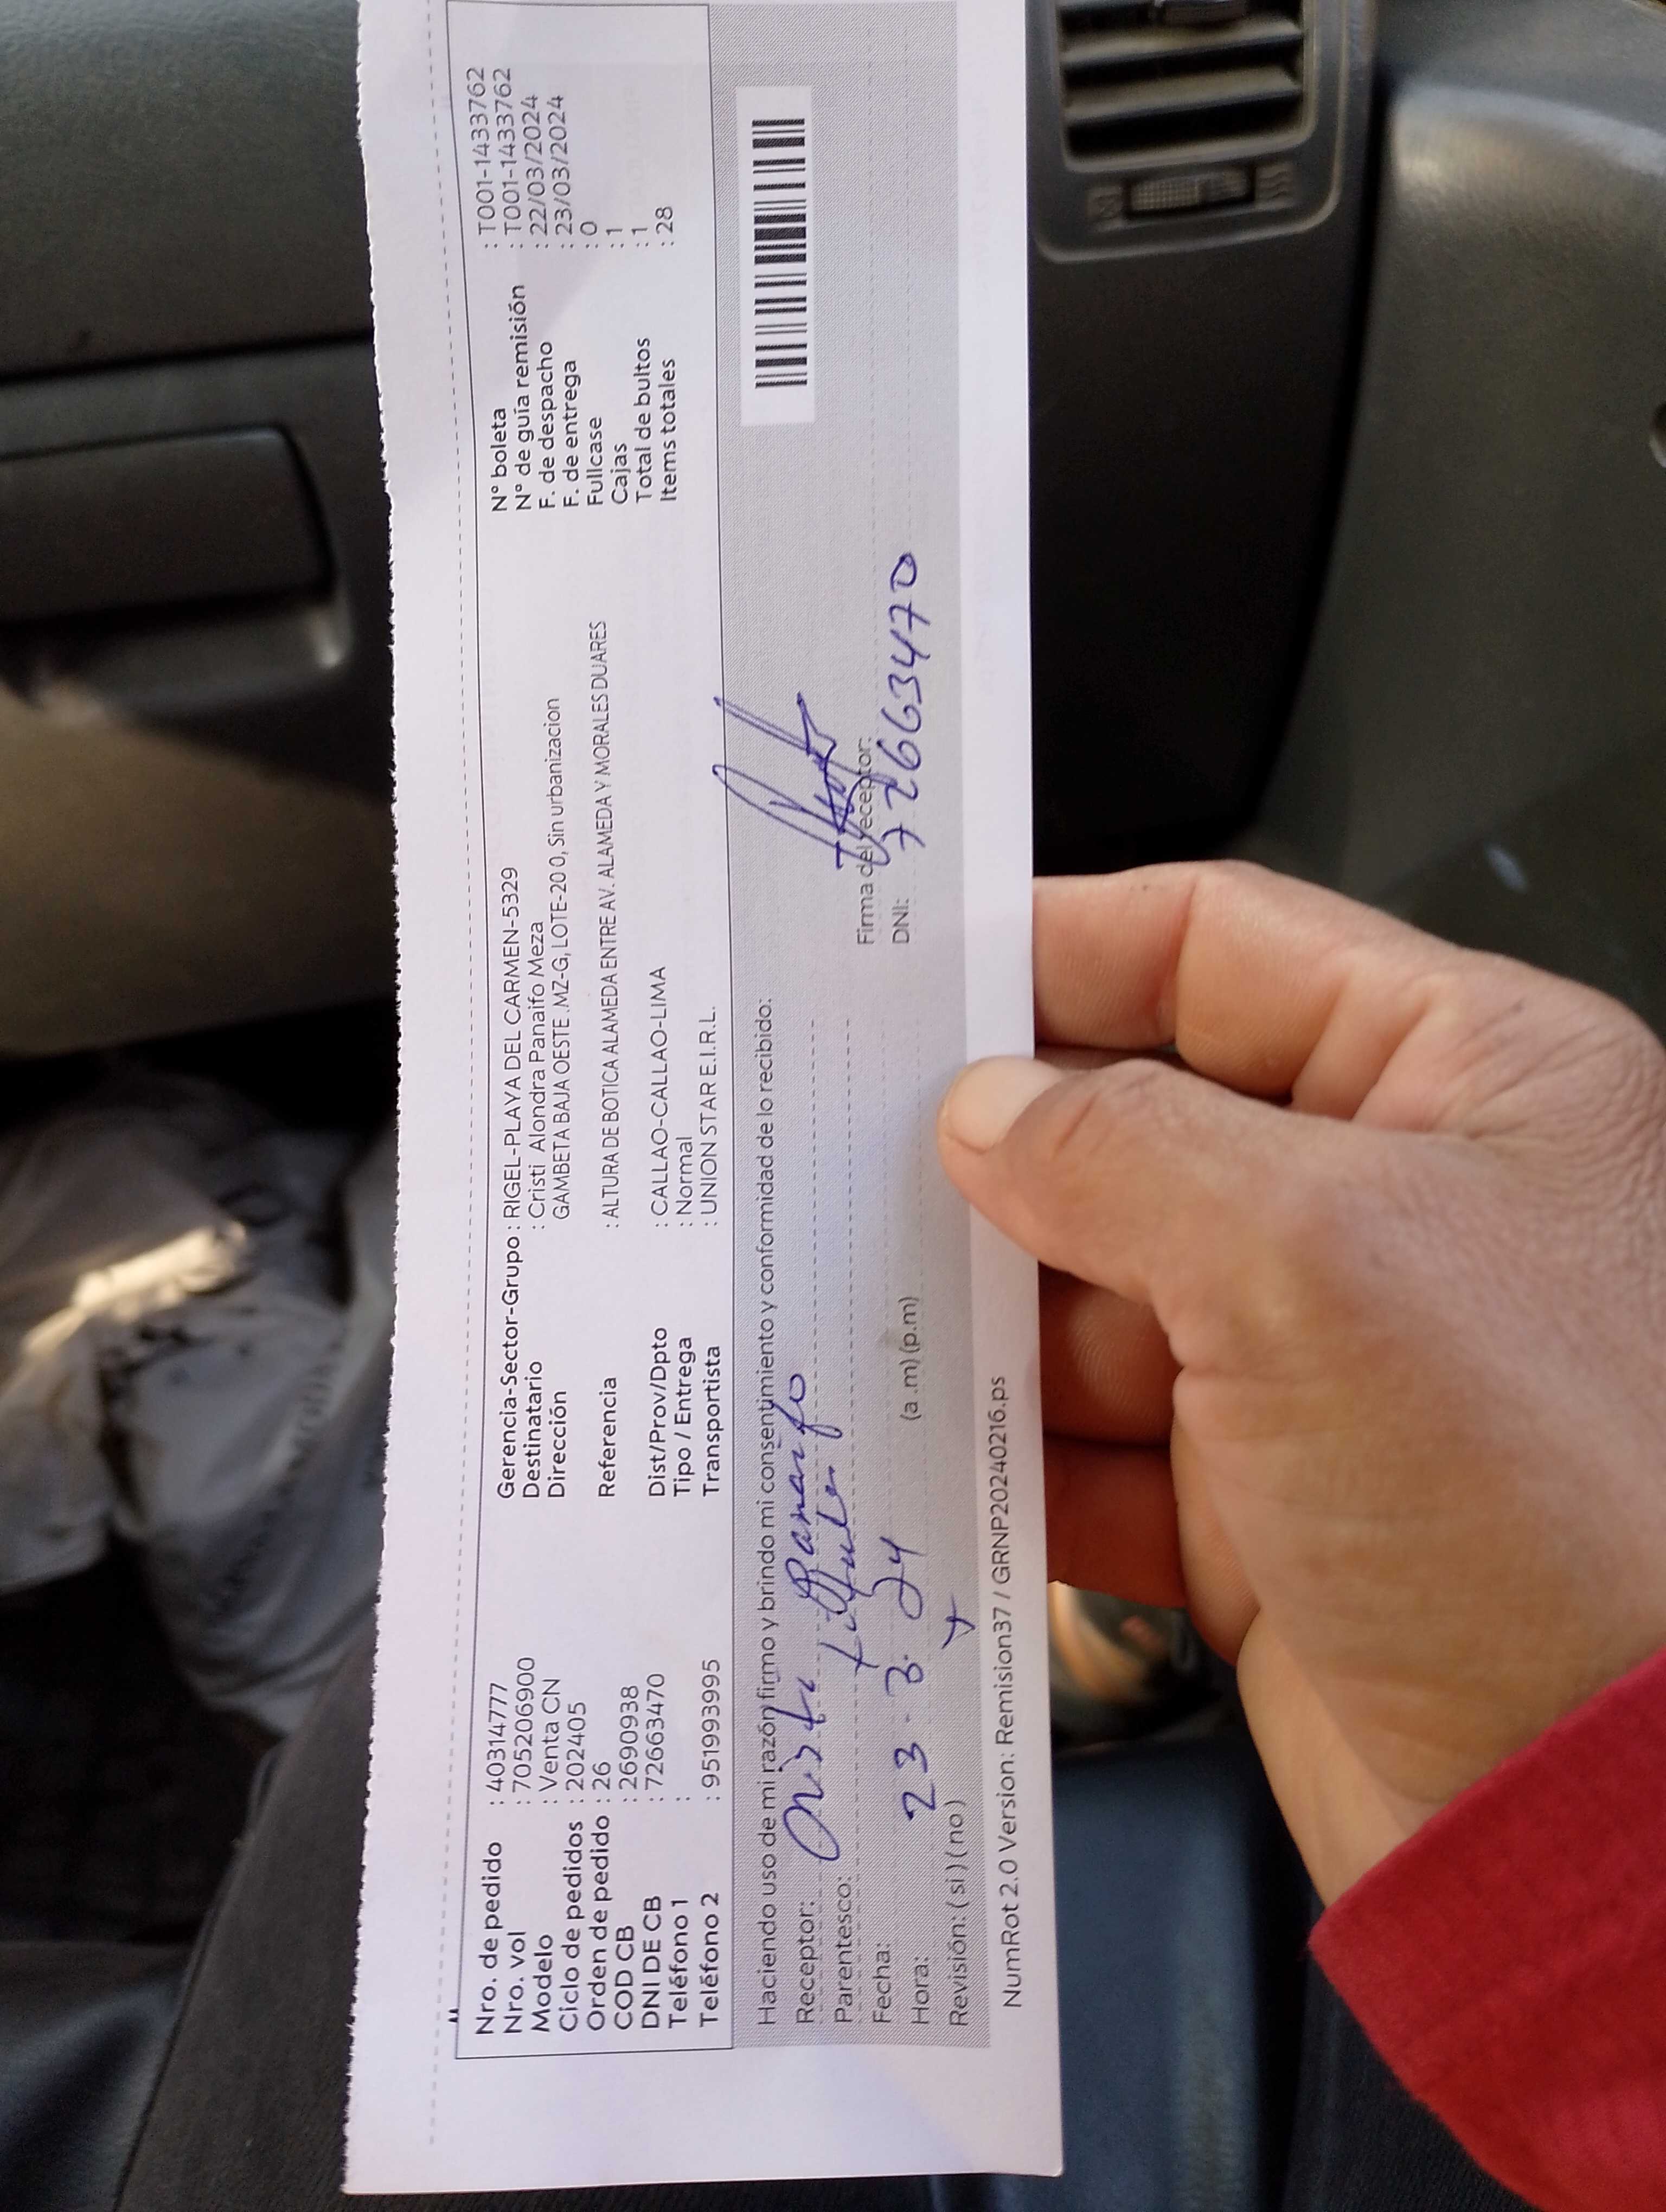 Nro. de pedido : 40314777
Nro. vol : 705206900
Modelo : Venta CN
Ciclo de pedidos : 202405
Orden de pedido : 26
COD CB : 2690938
DNI DE CB : 72663470
Teléfono 1 :
Teléfono 2 : 951993995
Gerencia-Sector-Grupo : RIGEL-PLAYA DEL CARMEN-5329
Destinatario : Cristi Alondra Panaifo Meza
Dirección GAMBETA BAJA OESTE .MZ-G, LOTE-20 0, Sin urbanizacion
Referencia : ALTURA DE BOTICA ALAMEDA ENTRE AV. ALAMEDA Y MORALES DUARES
Dist/Prov/Dpto : CALLAO-CALLAO-LIMA
Tipo / Entrega : Normal
Transportista : UNION STAR E.I.R.L.
N° boleta : T001-1433762
N° de guía remisión : T001-1433762
F. de despacho : 22/03/2024
F. de entrega : 23/03/2024
Fullcase : 0
Cajas : 1
Total de bultos : 1
Items totales : 28
Haciendo uso de mi razón firmo y brindo mi consentimiento y conformidad de lo recibido:
Receptor: Cristi Panaifo
Parentesco:
Fecha: 23 - 3 - 24
Hora: (a .m) (p.m)
Revisión: ( si ) ( no )
Firma del receptor:
DNI: 72663470
NumRot 2.0 Version: Remision37 / GRNP20240216.ps